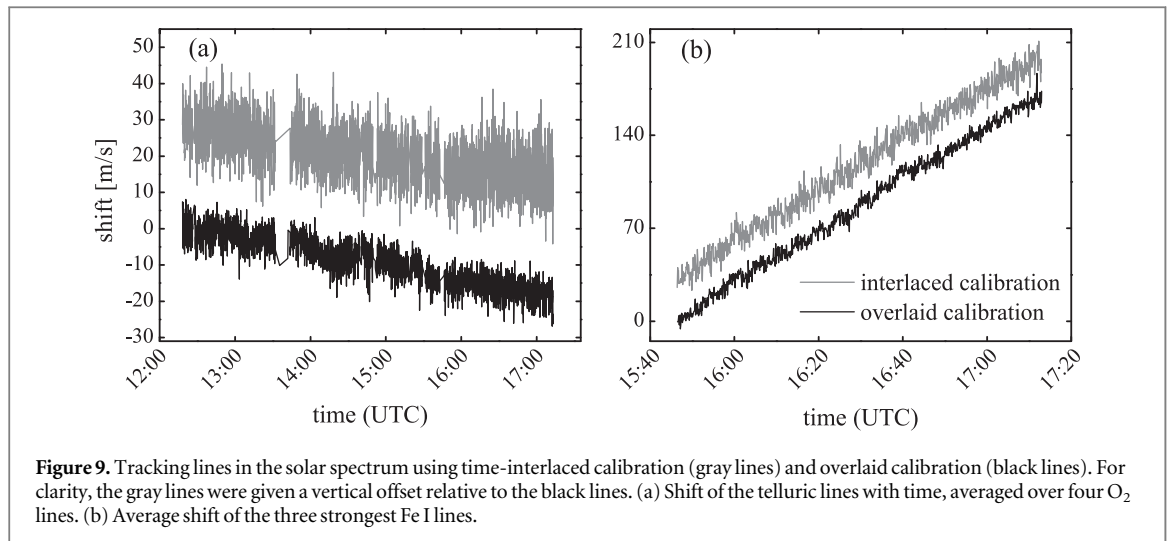 (a)
50
40
30
20
10
0
-10
-20
-30
shift [m/s]
12:00
13:00
14:00
15:00
16:00
17:00
time (UTC)
(b)
210
140
70
0
interlaced calibration
overlaid calibration
15:40
16:00
16:20
16:40
17:00
17:20
time (UTC)
Figure 9. Tracking lines in the solar spectrum using time-interlaced calibration (gray lines) and overlaid calibration (black lines). For
clarity, the gray lines were given a vertical offset relative to the black lines. (a) Shift of the telluric lines with time, averaged over four O₂
lines. (b) Average shift of the three strongest Fe I lines.